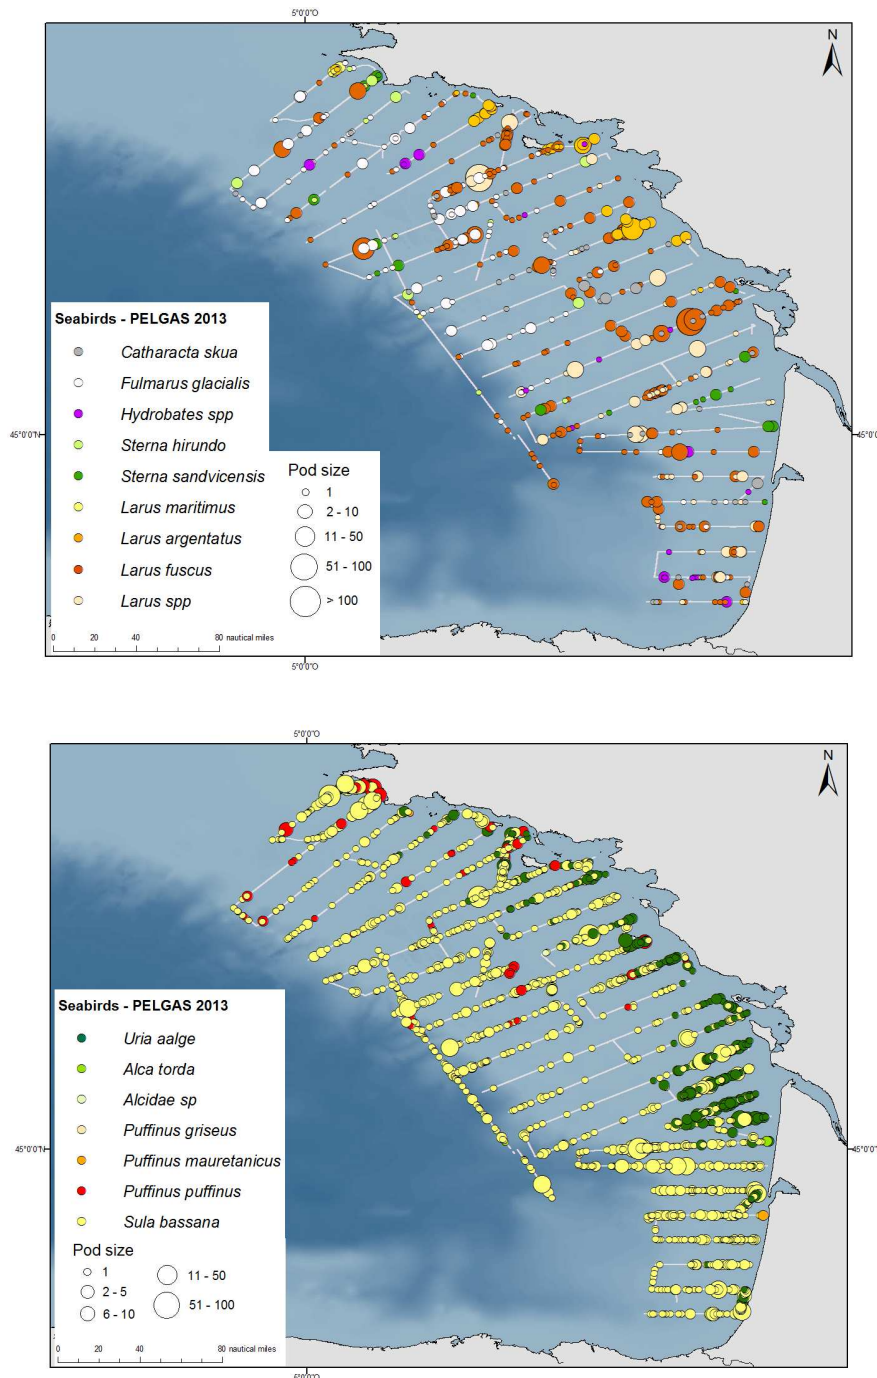 5°0'0"O
N
Seabirds - PELGAS 2013
Catharacta skua
Fulmarus glacialis
Hydrobates spp
Sterna hirundo
Sterna sandvicensis
Larus maritimus
Larus argentatus
Larus fuscus
Larus spp
Pod size
1
2 - 10
11 - 50
51 - 100
> 100
0 20 40 80 nautical miles
45°0'0"N
45°0'0
5°0'0"O
5°0'0"O
N
Seabirds - PELGAS 2013
Uria aalge
Alca torda
Alcidae sp
Puffinus griseus
Puffinus mauretanicus
Puffinus puffinus
Sula bassana
Pod size
1
2 - 5
6 - 10
11 - 50
51 - 100
0 20 40 80 nautical miles
45°0'0"N
45°0'0
5°0'0"O